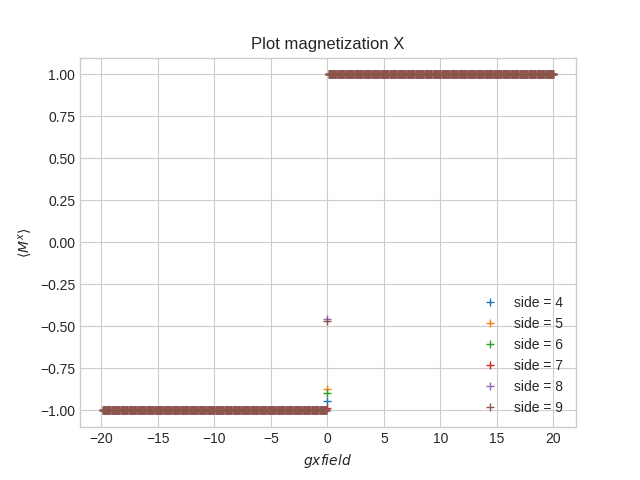 Plot magnetization X
1.00
0.75
0.50
0.25
0.00
−0.25
−0.50
−0.75
−1.00
⟨M^x⟩
side = 4
side = 5
side = 6
side = 7
side = 8
side = 9
−20 −15 −10 −5 0 5 10 15 20
gxfield